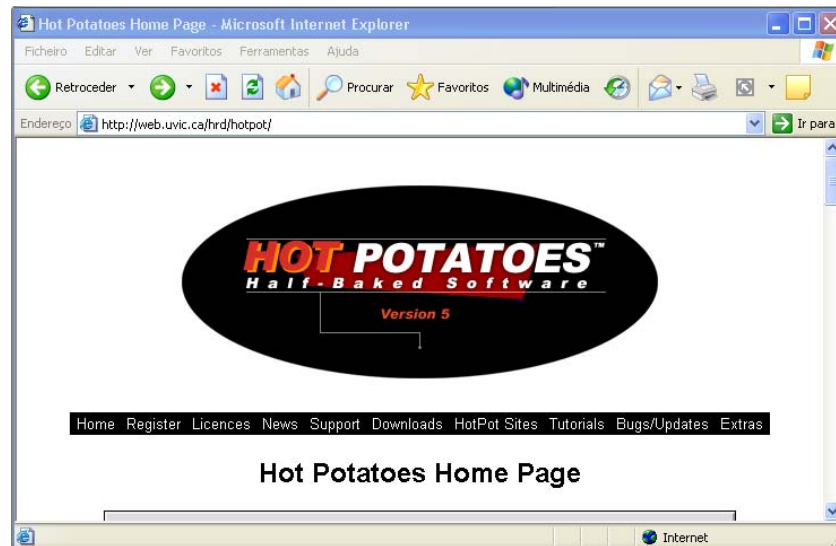 Hot Potatoes Home Page - Microsoft Internet Explorer
Ficheiro Editar Ver Favoritos Ferramentas Ajuda
Retroceder Procurar Favoritos Multimédia
Endereço http://web.uvic.ca/hrd/hotpot/ Ir para
HOT POTATOES™
Half-Baked Software
Version 5
Home Register Licences News Support Downloads HotPot Sites Tutorials Bugs/Updates Extras
Hot Potatoes Home Page
Internet